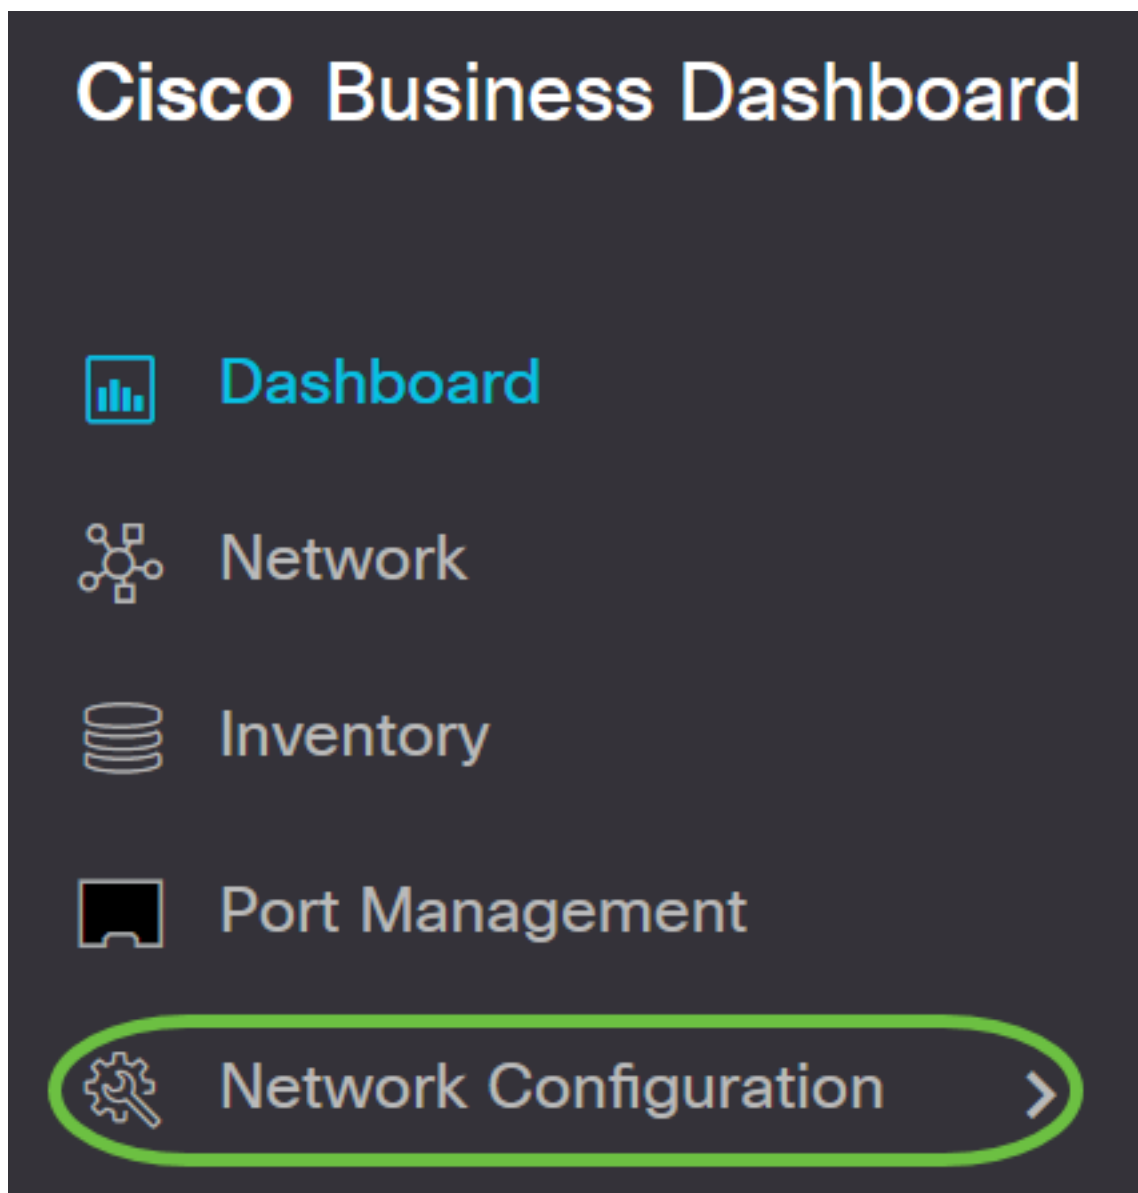 Cisco Business Dashboard
Dashboard
Network
Inventory
Port Management
Network Configuration